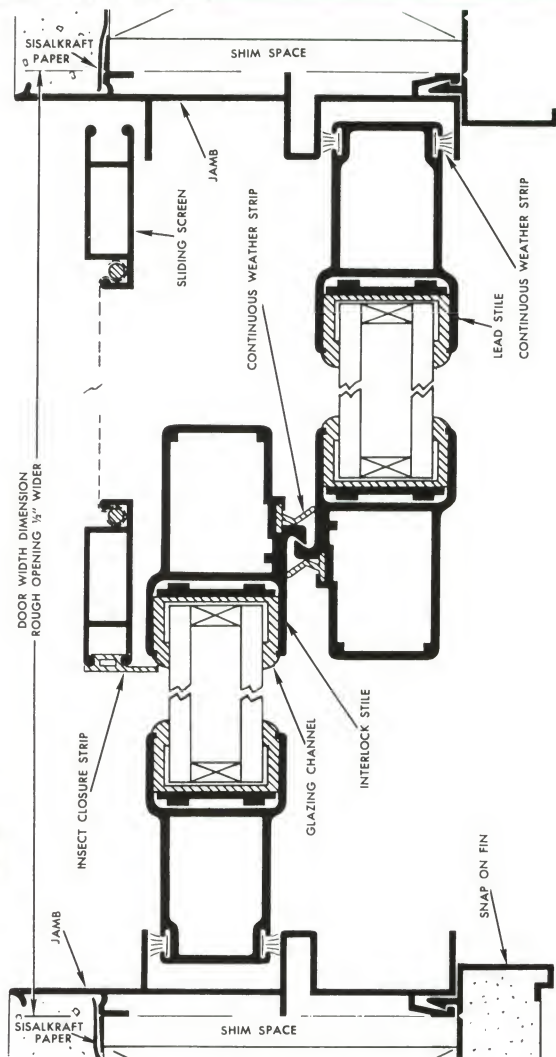 SISALKRAFT
PAPER
SHIM SPACE
JAMB
SLIDING SCREEN
CONTINUOUS WEATHER STRIP
CONTINUOUS WEATHER STRIP
LEAD STILE
DOOR WIDTH DIMENSION
ROUGH OPENING ½" WIDER
INSECT CLOSURE STRIP
GLAZING CHANNEL
INTERLOCK STILE
JAMB
SNAP ON FIN
SISALKRAFT
PAPER
SHIM SPACE